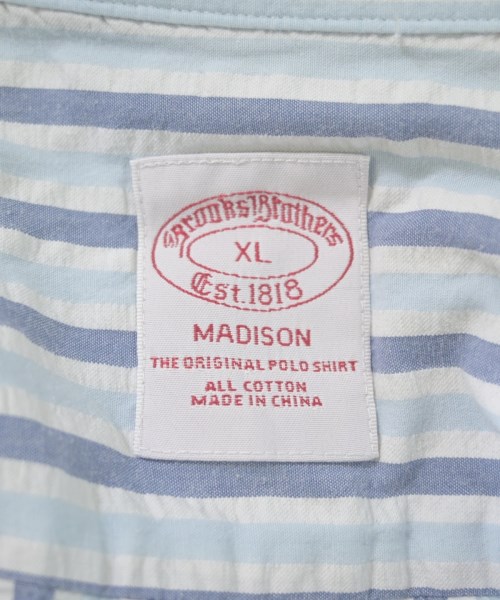 Brooks Brothers
XL
Est. 1818
MADISON
THE ORIGINAL POLO SHIRT
ALL COTTON
MADE IN CHINA